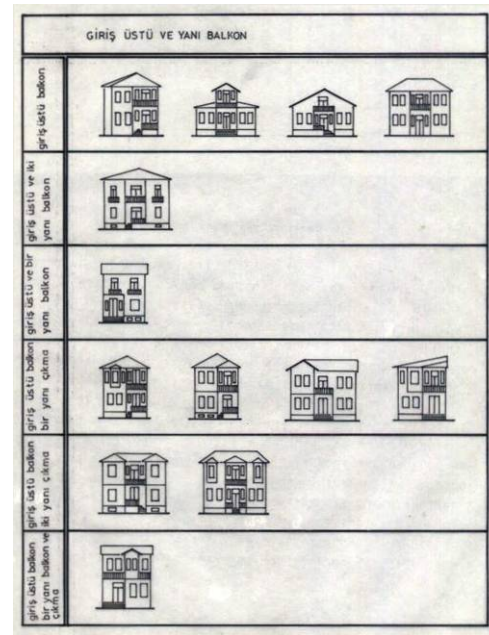 GİRİŞ ÜSTÜ VE YANI BALKON
giriş üstü balkon
giriş üstü ve iki
yanı balkon
giriş üstü ve bir
yanı balkon
giriş üstü balkon
bir yanı çıkma
giriş üstü balkon
ve iki yanı çıkma
giriş üstü balkon
bir yanı balkon
çıkma